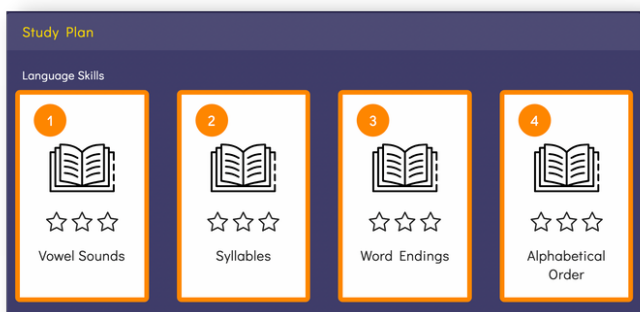 Study Plan
Language Skills
1
Vowel Sounds
2
Syllables
3
Word Endings
4
Alphabetical
Order